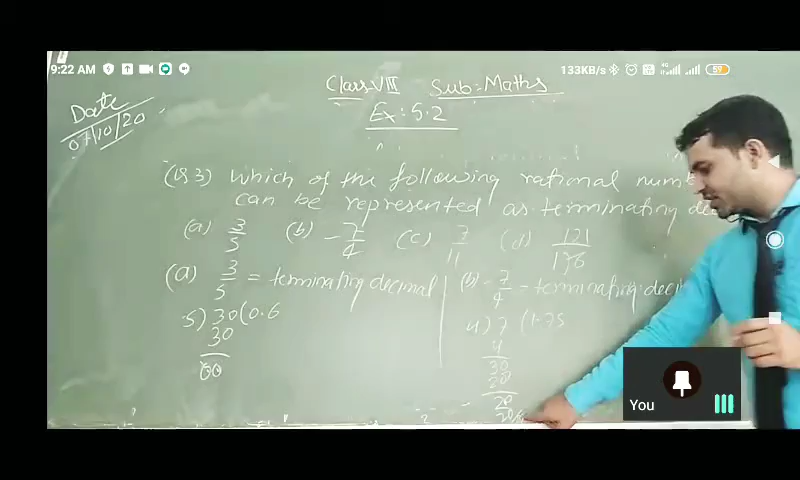 9:22 AM
133KB/s
59
Class-VIII Sub=Maths
Ex: 5.2
Date
07/10/20
(Q3) Which of the following rational num
can be represented as terminating de
(a) 3/5 (b) -7/4 (c) 7/11 (d) 121/176
(a) 3/5 = terminating decimal
5) 30 (0.6
30
00
(b) -7/4 = terminating deci
4) 7 (1.75
4
30
28
20
20
You